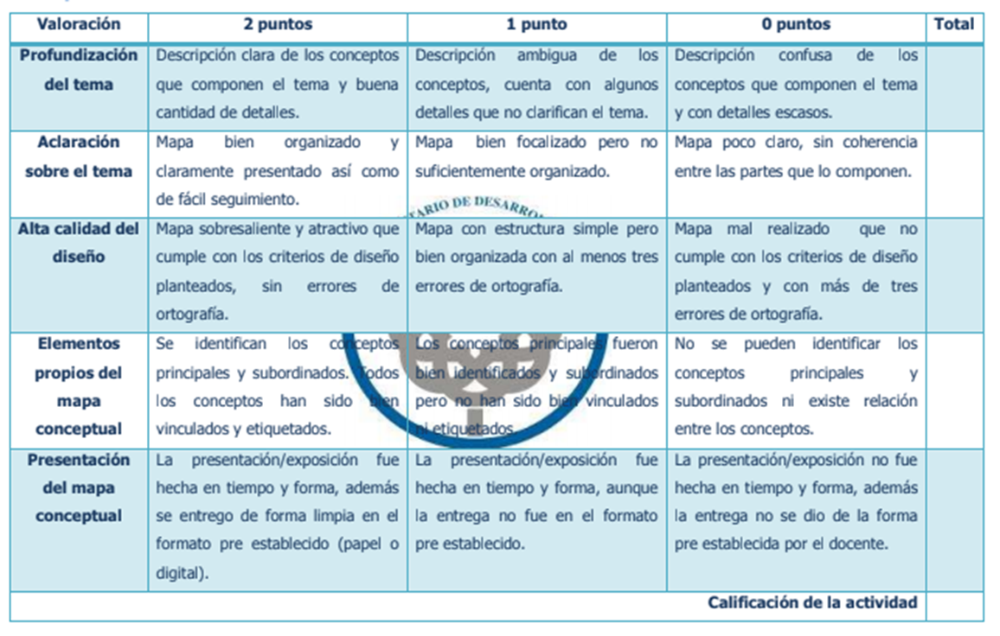 Valoración 2 puntos 1 punto 0 puntos Total
Profundización
del tema
Descripción clara de los conceptos
que componen el tema y buena
cantidad de detalles.
Descripción ambigua de los
conceptos, cuenta con algunos
detalles que no clarifican el tema.
Descripción confusa de los
conceptos que componen el tema
y con detalles escasos.
Aclaración
sobre el tema
Mapa bien organizado y
claramente presentado así como
de fácil seguimiento.
Mapa bien focalizado pero no
suficientemente organizado.
Mapa poco claro, sin coherencia
entre las partes que lo componen.
TARIO DE DESARRO
Alta calidad del
diseño
Mapa sobresaliente y atractivo que
cumple con los criterios de diseño
planteados, sin errores de
ortografía.
Mapa con estructura simple pero
bien organizada con al menos tres
errores de ortografía.
Mapa mal realizado que no
cumple con los criterios de diseño
planteados y con más de tres
errores de ortografía.
Elementos
propios del
mapa
conceptual
Se identifican los conceptos
principales y subordinados. Todos
los conceptos han sido bien
vinculados y etiquetados.
Los conceptos principales fueron
bien identificados y subordinados
pero no han sido bien vinculados
ni etiquetados.
No se pueden identificar los
conceptos principales y
subordinados ni existe relación
entre los conceptos.
Presentación
del mapa
conceptual
La presentación/exposición fue
hecha en tiempo y forma, además
se entrego de forma limpia en el
formato pre establecido (papel o
digital).
La presentación/exposición fue
hecha en tiempo y forma, aunque
la entrega no fue en el formato
pre establecido.
La presentación/exposición no fue
hecha en tiempo y forma, además
la entrega no se dio de la forma
pre establecida por el docente.
Calificación de la actividad